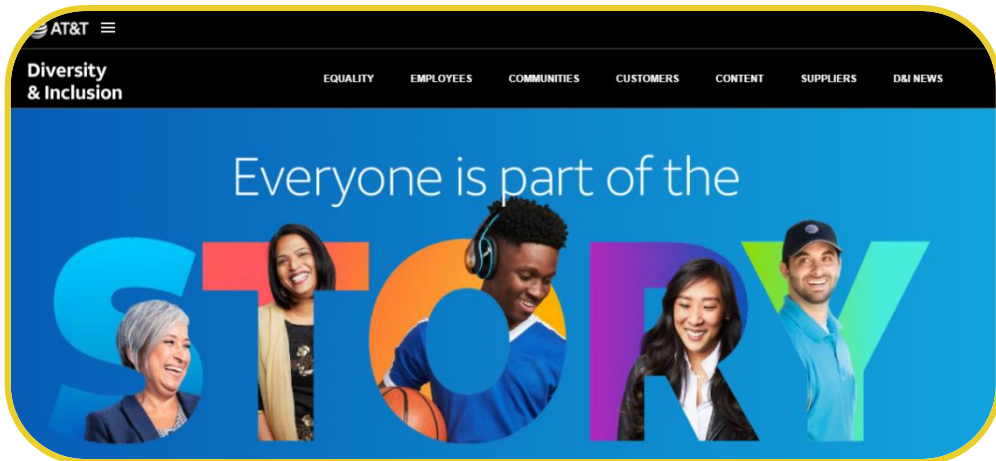 AT&T
Diversity
& Inclusion
EQUALITY EMPLOYEES COMMUNITIES CUSTOMERS CONTENT SUPPLIERS D&I NEWS
Everyone is part of the
STORY